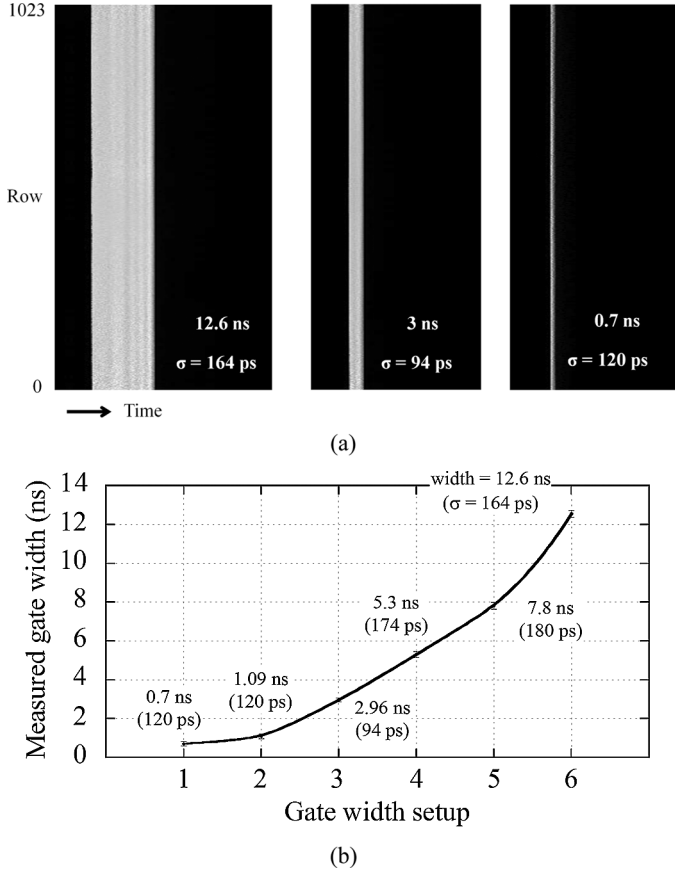 1023
Row
0
12.6 ns
σ = 164 ps
3 ns
σ = 94 ps
0.7 ns
σ = 120 ps
Time
(a)
Measured gate width (ns)
14
12
10
8
6
4
2
0
width = 12.6 ns
(σ = 164 ps)
5.3 ns
(174 ps)
7.8 ns
(180 ps)
0.7 ns
(120 ps)
1.09 ns
(120 ps)
2.96 ns
(94 ps)
1 2 3 4 5 6
Gate width setup
(b)